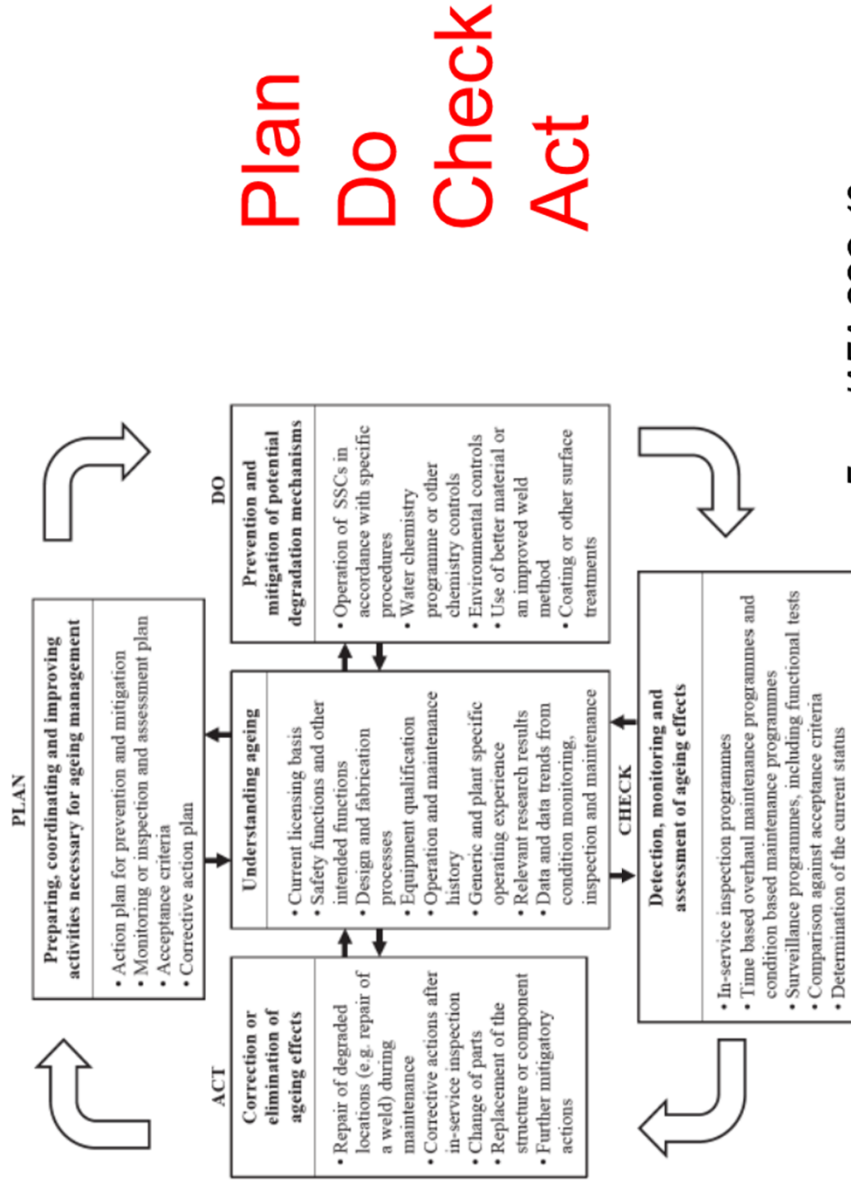 PLAN
Preparing, coordinating and improving
activities necessary for ageing management
• Action plan for prevention and mitigation
• Monitoring or inspection and assessment plan
• Acceptance criteria
• Corrective action plan
ACT
Correction or
elimination of
ageing effects
• Repair of degraded
locations (e.g. repair of
a weld) during
maintenance
• Corrective actions after
in-service inspection
• Change of parts
• Replacement of the
structure or component
• Further mitigatory
actions
Understanding ageing
• Current licensing basis
• Safety functions and other
intended functions
• Design and fabrication
processes
• Equipment qualification
• Operation and maintenance
history
• Generic and plant specific
operating experience
• Relevant research results
• Data and data trends from
condition monitoring,
inspection and maintenance
DO
Prevention and
mitigation of potential
degradation mechanisms
• Operation of SSCs in
accordance with specific
procedures
• Water chemistry
programme or other
chemistry controls
• Environmental controls
• Use of better material or
an improved weld
method
• Coating or other surface
treatments
CHECK
Detection, monitoring and
assessment of ageing effects
• In-service inspection programmes
• Time based overhaul maintenance programmes and
condition based maintenance programmes
• Surveillance programmes, including functional tests
• Comparison against acceptance criteria
• Determination of the current status
Plan
Do
Check
Act